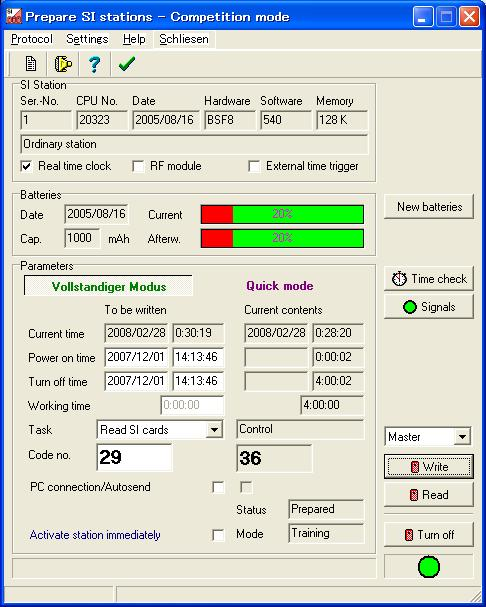 Prepare SI stations - Competition mode
Protocol Settings Help Schliesen
SI Station
Ser.-No. CPU No. Date Hardware Software Memory
1 20323 2005/08/16 BSF8 540 128 K
Ordinary station
Real time clock RF module External time trigger
Batteries
Date 2005/08/16 Current 20%
Cap. 1000 mAh Afterw. 20%
New batteries
Parameters
Vollstandiger Modus Quick mode
Time check
Signals
To be written Current contents
Current time 2008/02/28 0:30:19 2008/02/28 0:28:20
Power on time 2007/12/01 14:13:46 0:00:02
Turn off time 2007/12/01 14:13:46 4:00:02
Working time 0:00:00 4:00:00
Task Read SI cards Control
Master
Code no. 29 36
Write
PC connection/Autosend
Read
Status Prepared
Activate station immediately Mode Training
Turn off